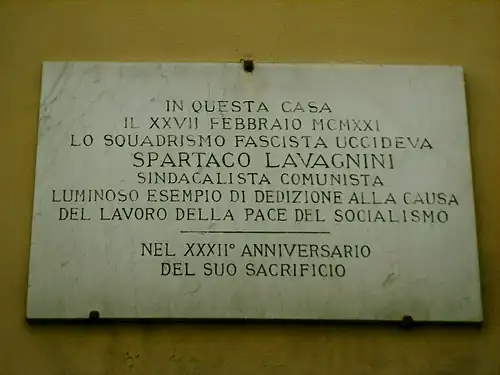 IN QUESTA CASA
IL XXVII FEBBRAIO MCMXXI
LO SQUADRISMO FASCISTA UCCIDEVA
SPARTACO LAVAGNINI
SINDACALISTA COMUNISTA
LUMINOSO ESEMPIO DI DEDIZIONE ALLA CAUSA
DEL LAVORO DELLA PACE DEL SOCIALISMO
NEL XXXII° ANNIVERSARIO
DEL SUO SACRIFICIO